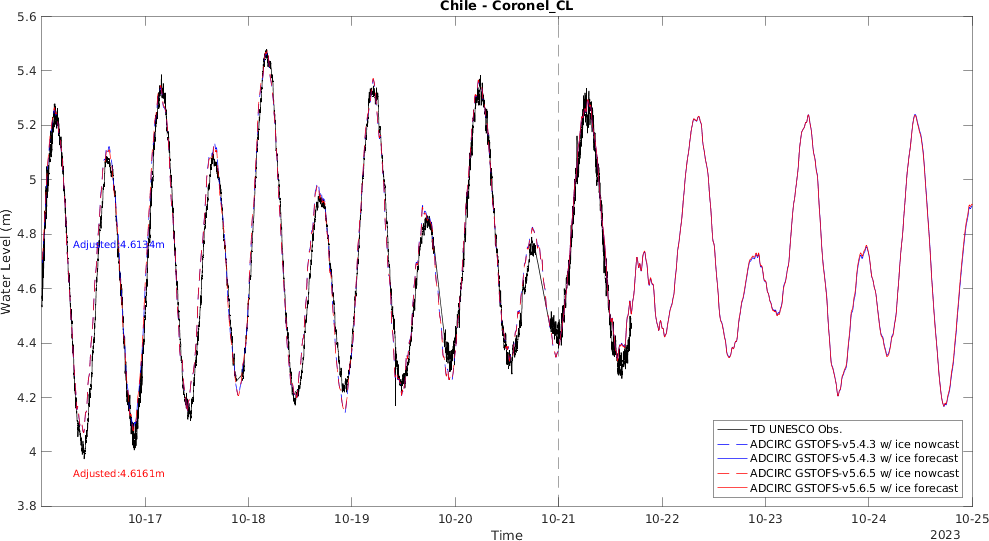 Chile - Coronel_CL
5.6
5.4
5.2
5
4.8
4.6
4.4
4.2
4
3.8
Water Level (m)
Adjusted:4.6134m
Adjusted:4.6161m
TD UNESCO Obs.
ADCIRC GSTOFS-v5.4.3 w/ ice nowcast
ADCIRC GSTOFS-v5.4.3 w/ ice forecast
ADCIRC GSTOFS-v5.6.5 w/ ice nowcast
ADCIRC GSTOFS-v5.6.5 w/ ice forecast
10-17 10-18 10-19 10-20 10-21 10-22 10-23 10-24 10-25
Time
2023